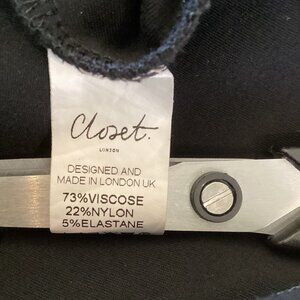 Closet.
LONDON
DESIGNED AND
MADE IN LONDON UK
73%VISCOSE
22%NYLON
5%ELASTANE